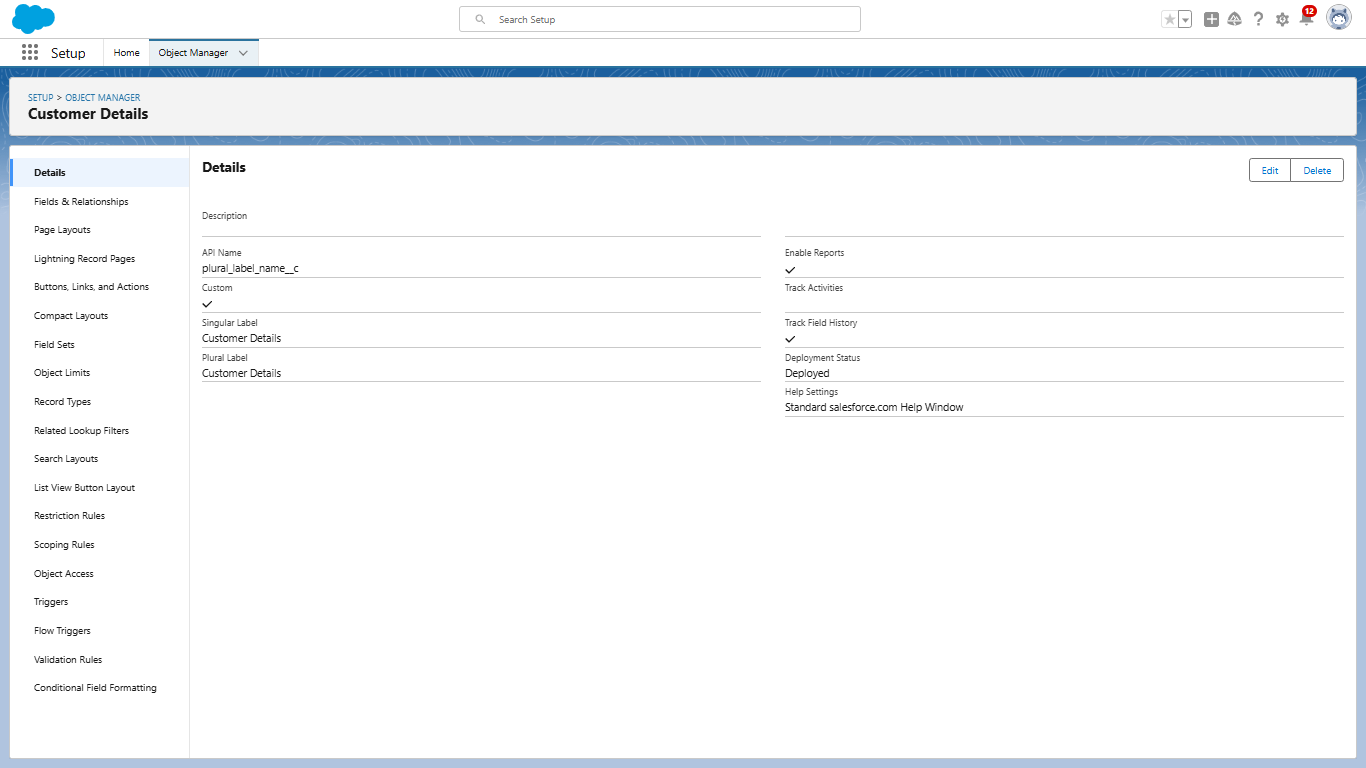 Search Setup
12
Setup
Home
Object Manager
SETUP > OBJECT MANAGER
Customer Details
Details
Fields & Relationships
Page Layouts
Lightning Record Pages
Buttons, Links, and Actions
Compact Layouts
Field Sets
Object Limits
Record Types
Related Lookup Filters
Search Layouts
List View Button Layout
Restriction Rules
Scoping Rules
Object Access
Triggers
Flow Triggers
Validation Rules
Conditional Field Formatting
Details
Edit
Delete
Description
API Name
plural_label_name__c
Custom
Singular Label
Customer Details
Plural Label
Customer Details
Enable Reports
Track Activities
Track Field History
Deployment Status
Deployed
Help Settings
Standard salesforce.com Help Window